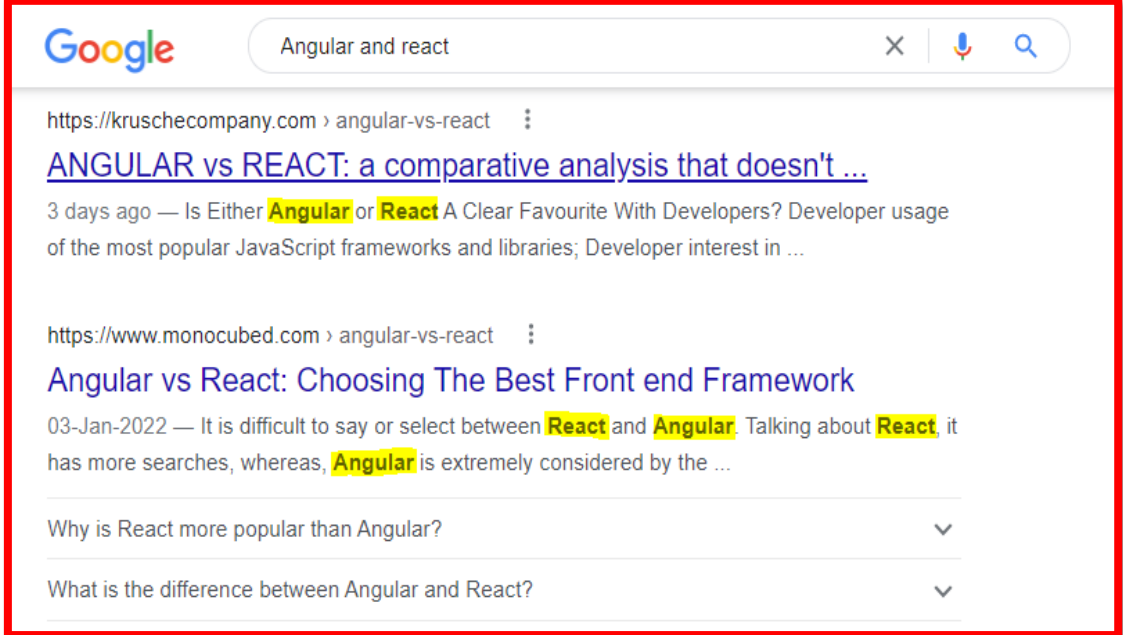 Google
Angular and react
https://kruschecompany.com › angular-vs-react
ANGULAR vs REACT: a comparative analysis that doesn't ...
3 days ago — Is Either Angular or React A Clear Favourite With Developers? Developer usage
of the most popular JavaScript frameworks and libraries; Developer interest in ...
https://www.monocubed.com › angular-vs-react
Angular vs React: Choosing The Best Front end Framework
03-Jan-2022 — It is difficult to say or select between React and Angular. Talking about React, it
has more searches, whereas, Angular is extremely considered by the ...
Why is React more popular than Angular?
What is the difference between Angular and React?